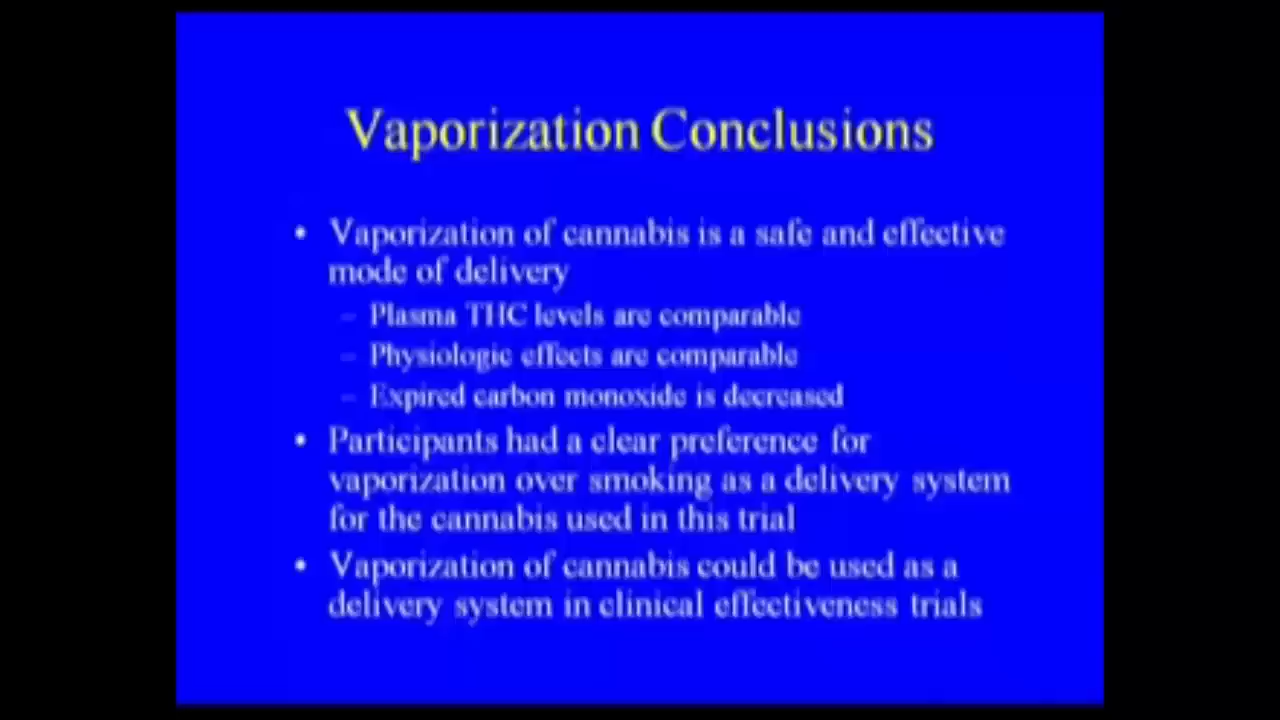 Vaporization Conclusions
• Vaporization of cannabis is a safe and effective
mode of delivery
– Plasma THC levels are comparable
– Physiologic effects are comparable
– Expired carbon monoxide is decreased
• Participants had a clear preference for
vaporization over smoking as a delivery system
for the cannabis used in this trial
• Vaporization of cannabis could be used as a
delivery system in clinical effectiveness trials